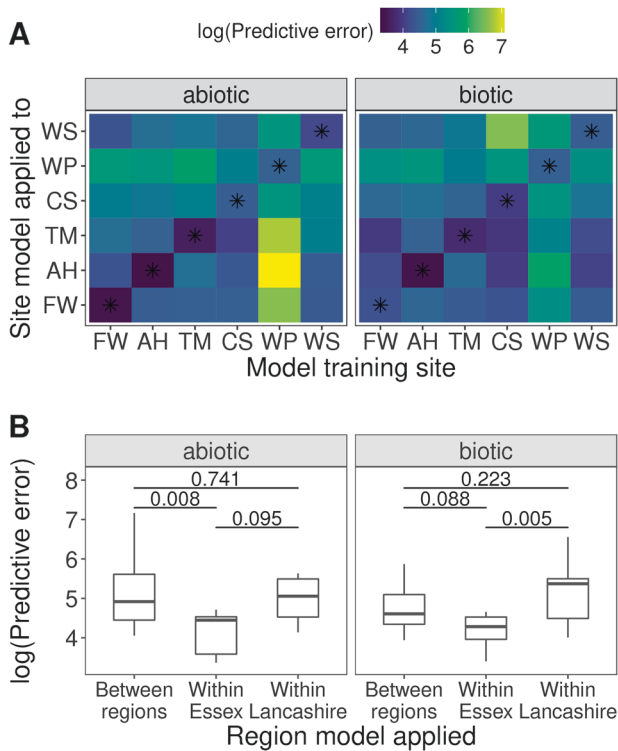 A
log(Predictive error)
4 5 6 7
abiotic biotic
Site model applied to
WS
WP
CS
TM
AH
FW
FW AH TM CS WP WS FW AH TM CS WP WS
Model training site
B
abiotic biotic
log(Predictive error)
8
7
6
5
4
0.741 0.223
0.008 0.088
0.095 0.005
Between Within Within Between Within Within
regions Essex Lancashire regions Essex Lancashire
Region model applied